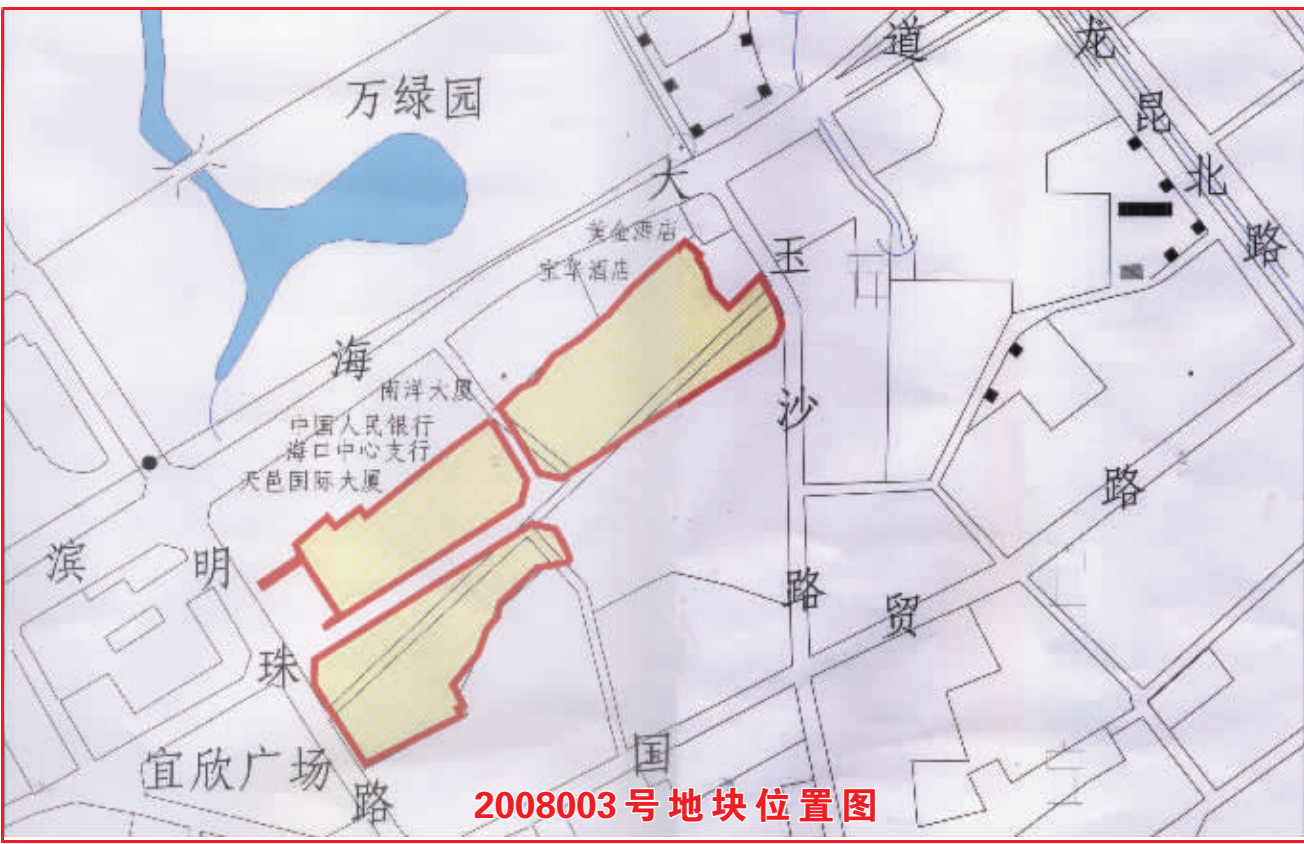 万绿园
滨海大道
龙昆北路
美金酒店
宝华酒店
玉沙路
南洋大厦
中国人民银行
海口中心支行
天邑国际大厦
明珠路
国贸路
宜欣广场
2008003号地块位置图